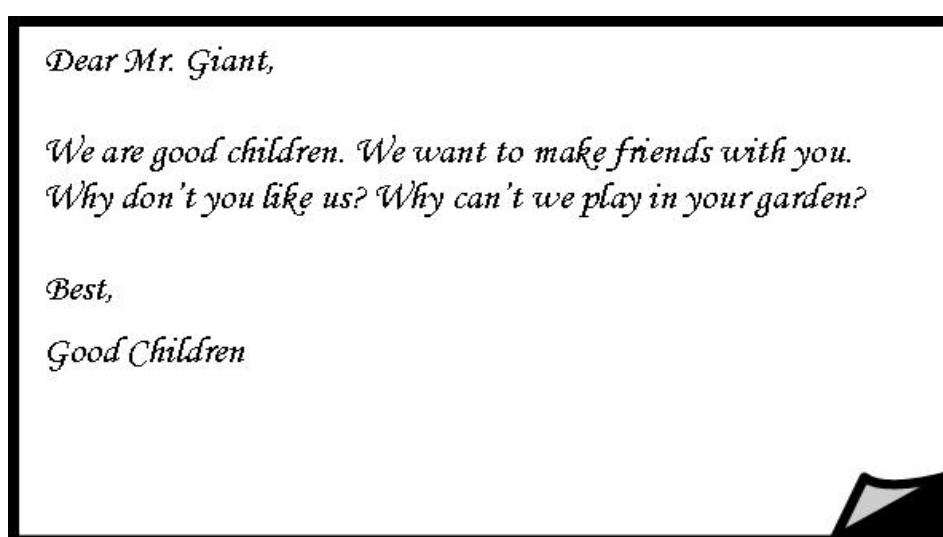 Dear Mr. Giant,
We are good children. We want to make friends with you.
Why don't you like us? Why can't we play in your garden?
Best,
Good Children